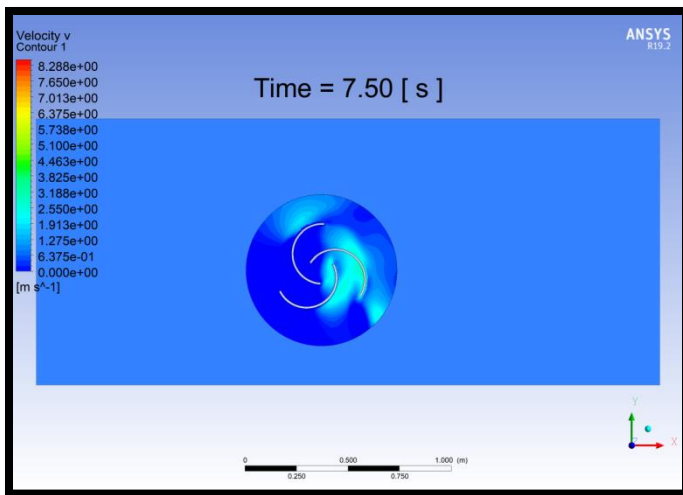 Velocity v
Contour 1
8.288e+00
7.650e+00
7.013e+00
6.375e+00
5.738e+00
5.100e+00
4.463e+00
3.825e+00
3.188e+00
2.550e+00
1.913e+00
1.275e+00
6.375e-01
0.000e+00
[m s^-1]
ANSYS
R19.2
Time = 7.50 [ s ]
Y
Z
X
0 0.500 1.000 (m)
0.250 0.750